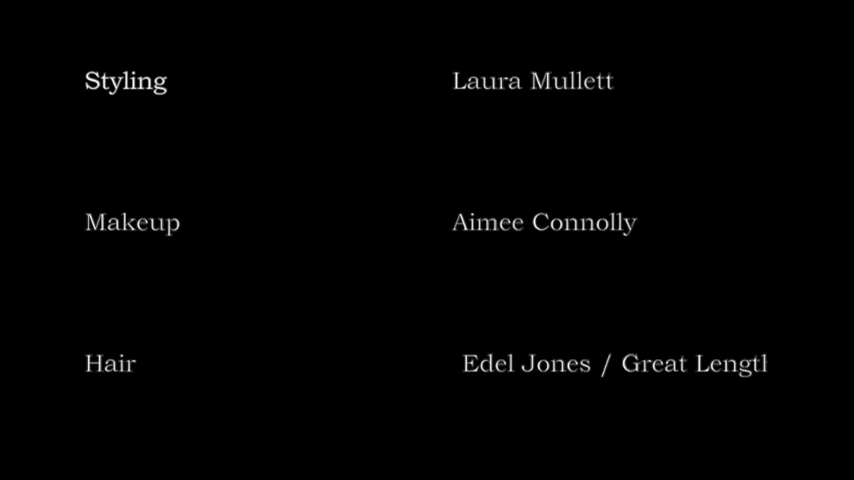 Styling Laura Mullett
Makeup Aimee Connolly
Hair Edel Jones / Great Lengtl